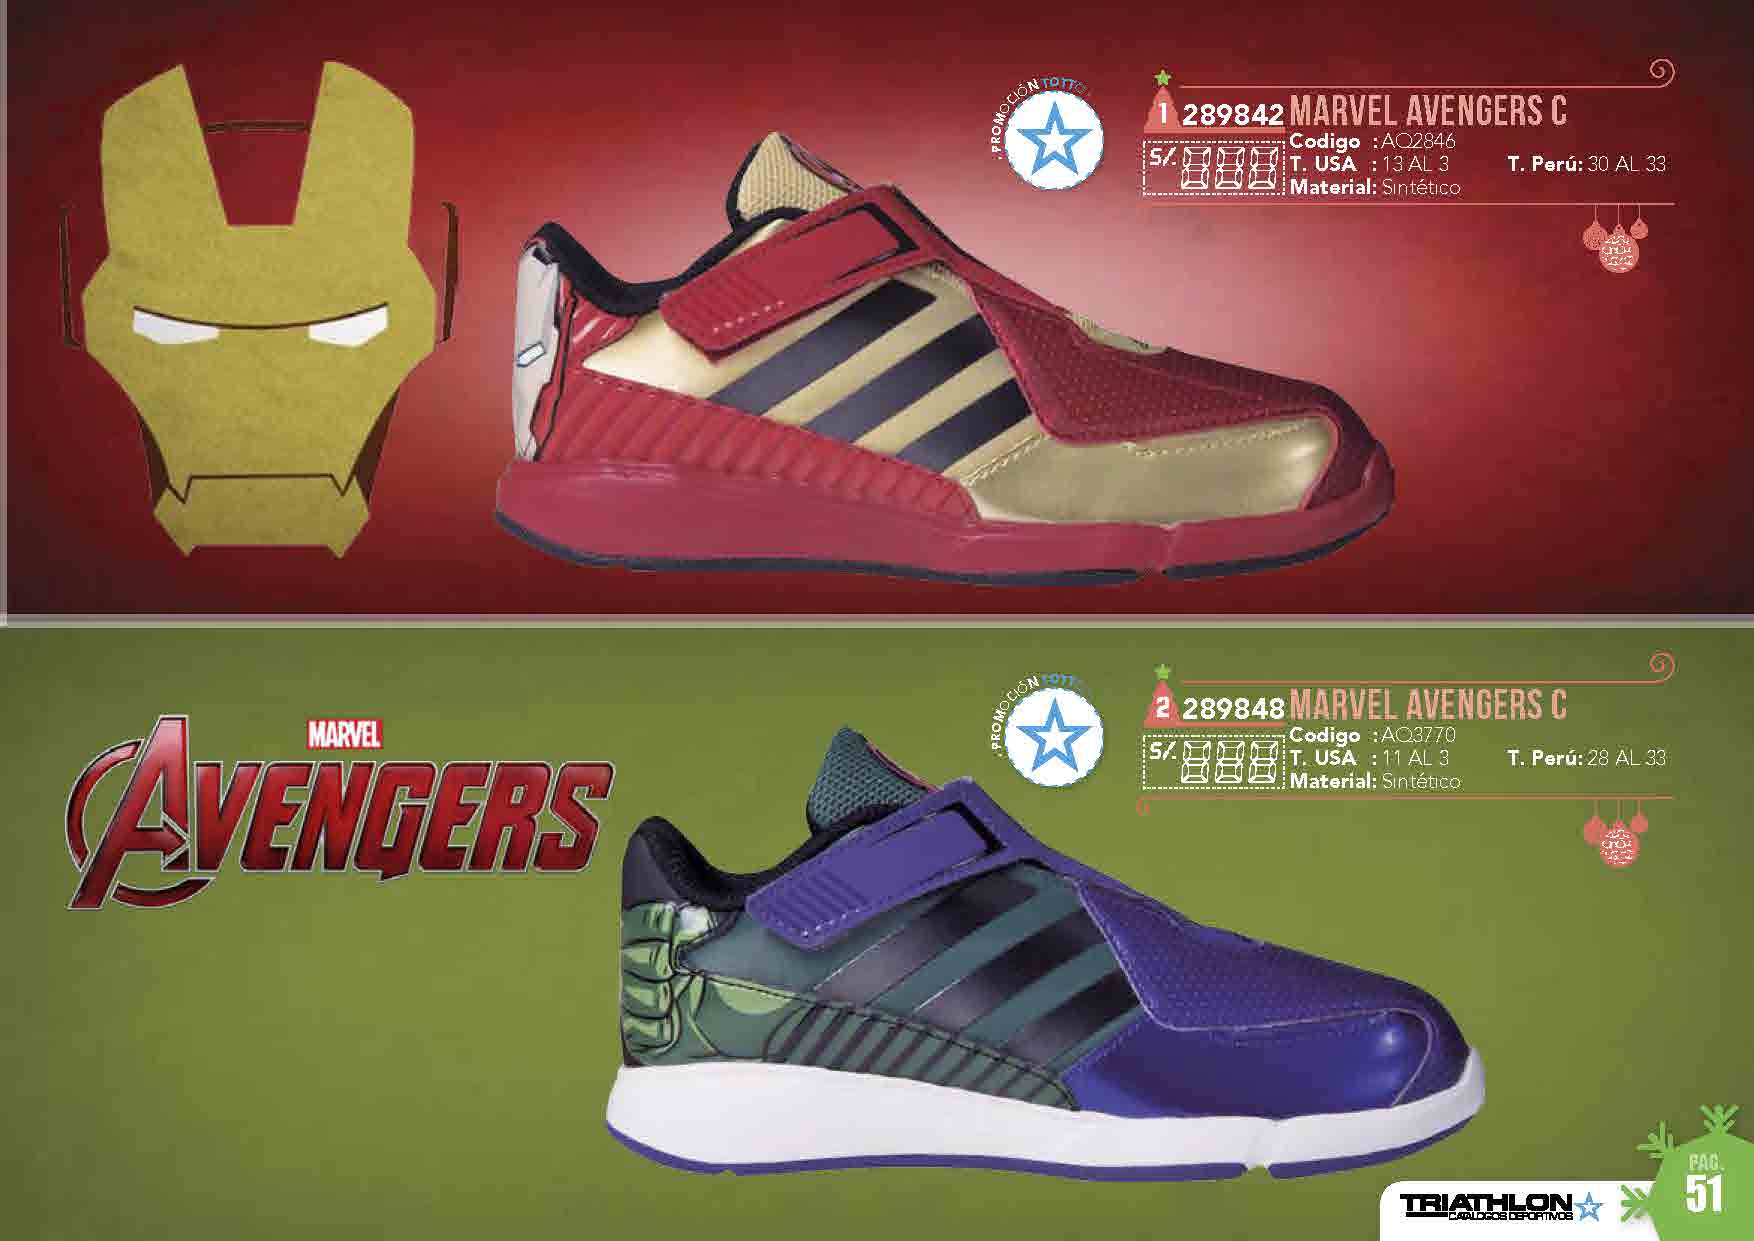 PROMOCIÓN TOTTO
1 289842 MARVEL AVENGERS C
Codigo : AQ2846
S/. T. USA : 13 AL 3 T. Perú: 30 AL 33
Material: Sintético
MARVEL
AVENGERS
PROMOCIÓN TOTT
2 289848 MARVEL AVENGERS C
Codigo : AQ3770
S/. T. USA : 11 AL 3 T. Perú: 28 AL 33
Material: Sintético
PAG.
51
TRIATHLON
CATALOGOS DEPORTIVOS